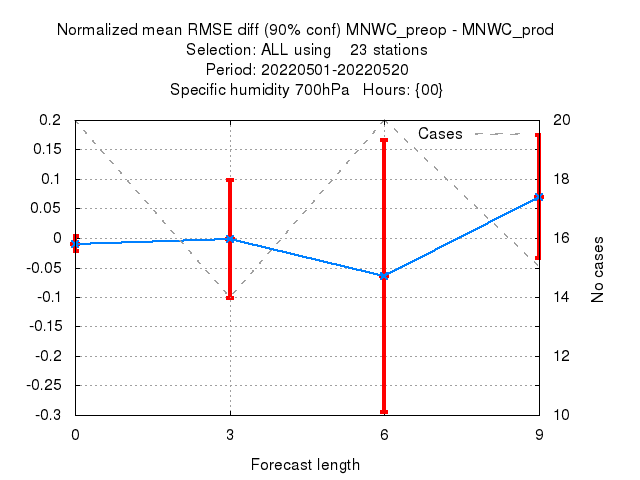 Normalized mean RMSE diff (90% conf) MNWC_preop - MNWC_prod
Selection: ALL using    23 stations
Period: 20220501-20220520
Specific humidity 700hPa   Hours: {00}
Cases
0.2
0.15
0.1
0.05
0
-0.05
-0.1
-0.15
-0.2
-0.25
-0.3
20
18
16
14
12
10
No cases
0 3 6 9
Forecast length